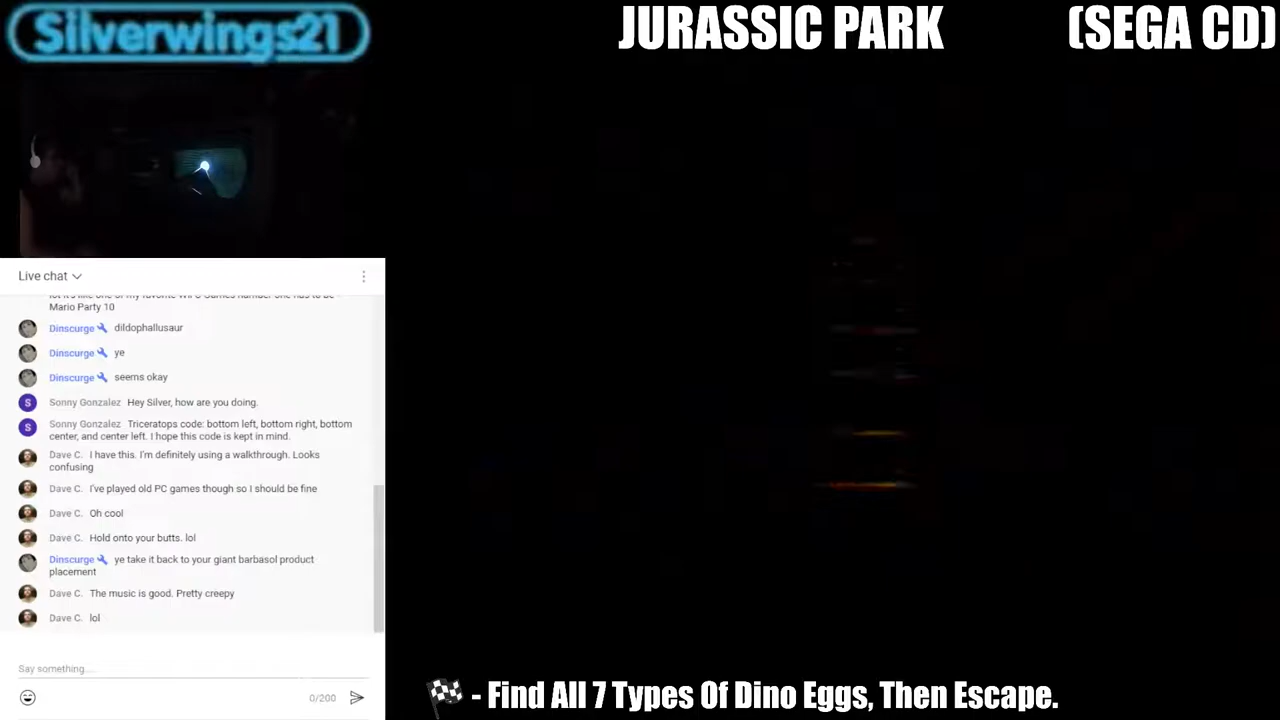 Silverwings21
JURASSIC PARK (SEGA CD)
Live chat
Mario Party 10
Dinscurge dildophallusaur
Dinscurge ye
Dinscurge seems okay
S Sonny Gonzalez Hey Silver, how are you doing.
S Sonny Gonzalez Triceratops code: bottom left, bottom right, bottom
center, and center left. I hope this code is kept in mind.
Dave C. I have this. I'm definitely using a walkthrough. Looks
confusing
Dave C. I've played old PC games though so I should be fine
Dave C. Oh cool
Dave C. Hold onto your butts. lol
Dinscurge ye take it back to your giant barbasol product
placement
Dave C. The music is good. Pretty creepy
Dave C. lol
Say something...
0/200
- Find All 7 Types Of Dino Eggs, Then Escape.